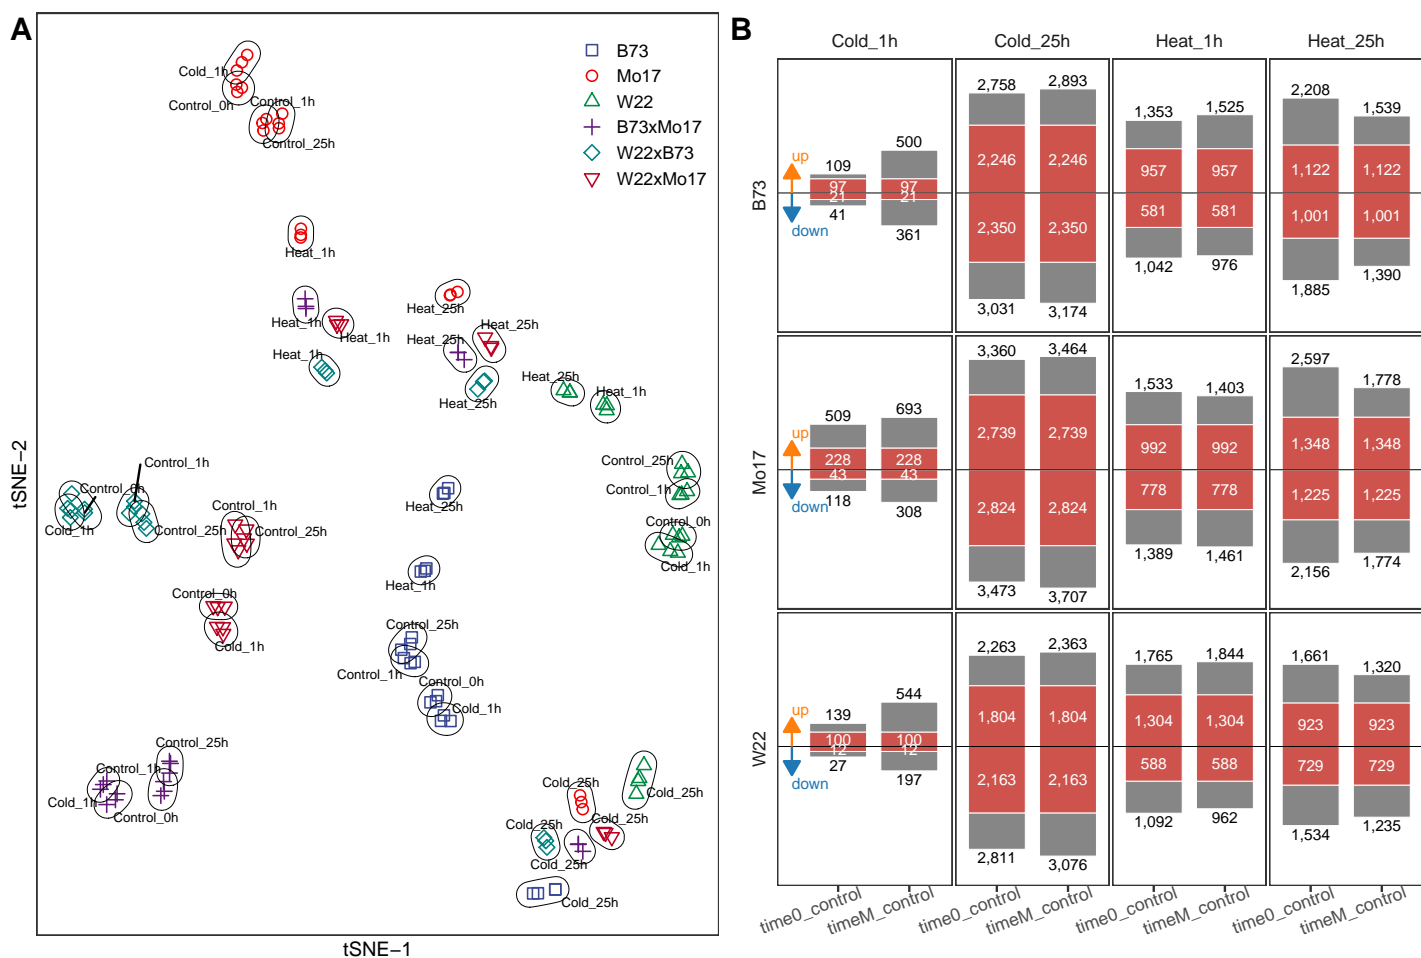 A
B73
Mo17
W22
B73xMo17
W22xB73
W22xMo17
Cold_1h
Control_0h
Control_1h
Control_25h
Heat_1h
Heat_25h
Heat_1h
Heat_1h
Heat_25h
Heat_25h
Heat_1h
Heat_25h
Heat_25h
Heat_1h
Control_1h
Control_0h
Cold_1h
Control_25h
Control_1h
Control_25h
Heat_25h
Control_25h
Control_1h
Control_0h
Cold_1h
Heat_1h
Control_0h
Cold_1h
Control_25h
Control_1h
Control_0h
Cold_1h
Control_25h
Control_1h
Cold_1h
Control_0h
Cold_25h
Cold_25h
Cold_25h
Cold_25h
Cold_25h
Cold_25h
tSNE−2
tSNE−1
B
Cold_1h Cold_25h Heat_1h Heat_25h
B73
up
down
109 500
97 97
21 21
41 361
2,758 2,893
2,246 2,246
2,350 2,350
3,031 3,174
1,353 1,525
957 957
581 581
1,042 976
2,208 1,539
1,122 1,122
1,001 1,001
1,885 1,390
Mo17
up
down
509 693
228 228
43 43
118 308
3,360 3,464
2,739 2,739
2,824 2,824
3,473 3,707
1,533 1,403
992 992
778 778
1,389 1,461
2,597 1,778
1,348 1,348
1,225 1,225
2,156 1,774
W22
up
down
139 544
100 100
12 12
27 197
2,263 2,363
1,804 1,804
2,163 2,163
2,811 3,076
1,765 1,844
1,304 1,304
588 588
1,092 962
1,661 1,320
923 923
729 729
1,534 1,235
time0_control timeM_control time0_control timeM_control time0_control timeM_control time0_control timeM_control